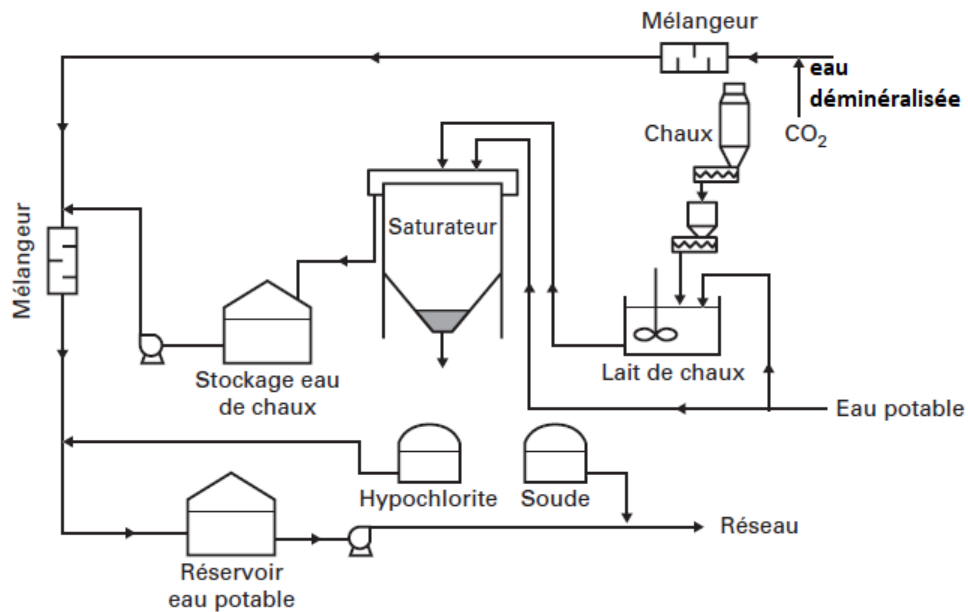 Mélangeur
eau
déminéralisée
Chaux
CO₂
Saturateur
Mélangeur
Lait de chaux
Stockage eau
de chaux
Eau potable
Hypochlorite
Soude
Réseau
Réservoir
eau potable